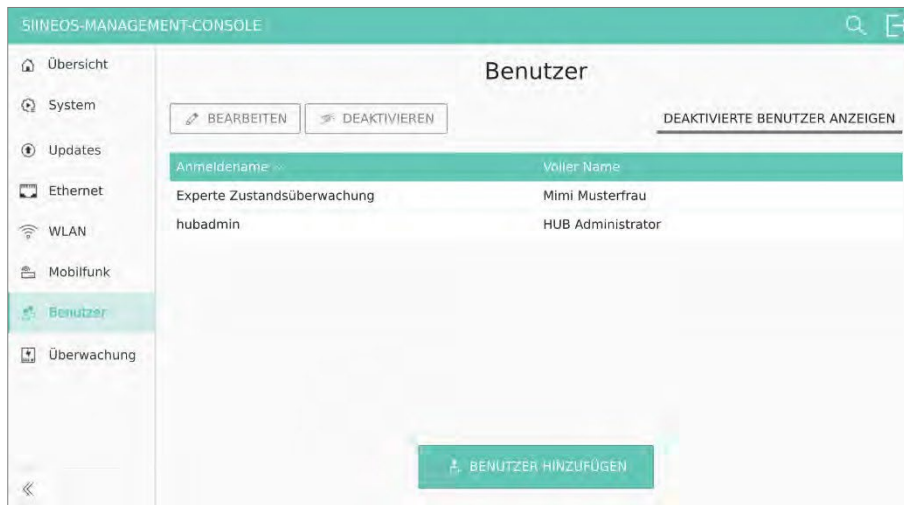 SIINEOS-MANAGEMENT-CONSOLE
Übersicht
System
Updates
Ethernet
WLAN
Mobilfunk
Benutzer
Überwachung
Benutzer
BEARBEITEN
DEAKTIVIEREN
DEAKTIVIERTE BENUTZER ANZEIGEN
Anmeldename Voller Name
Experte Zustandsüberwachung Mimi Musterfrau
hubadmin HUB Administrator
BENUTZER HINZUFÜGEN